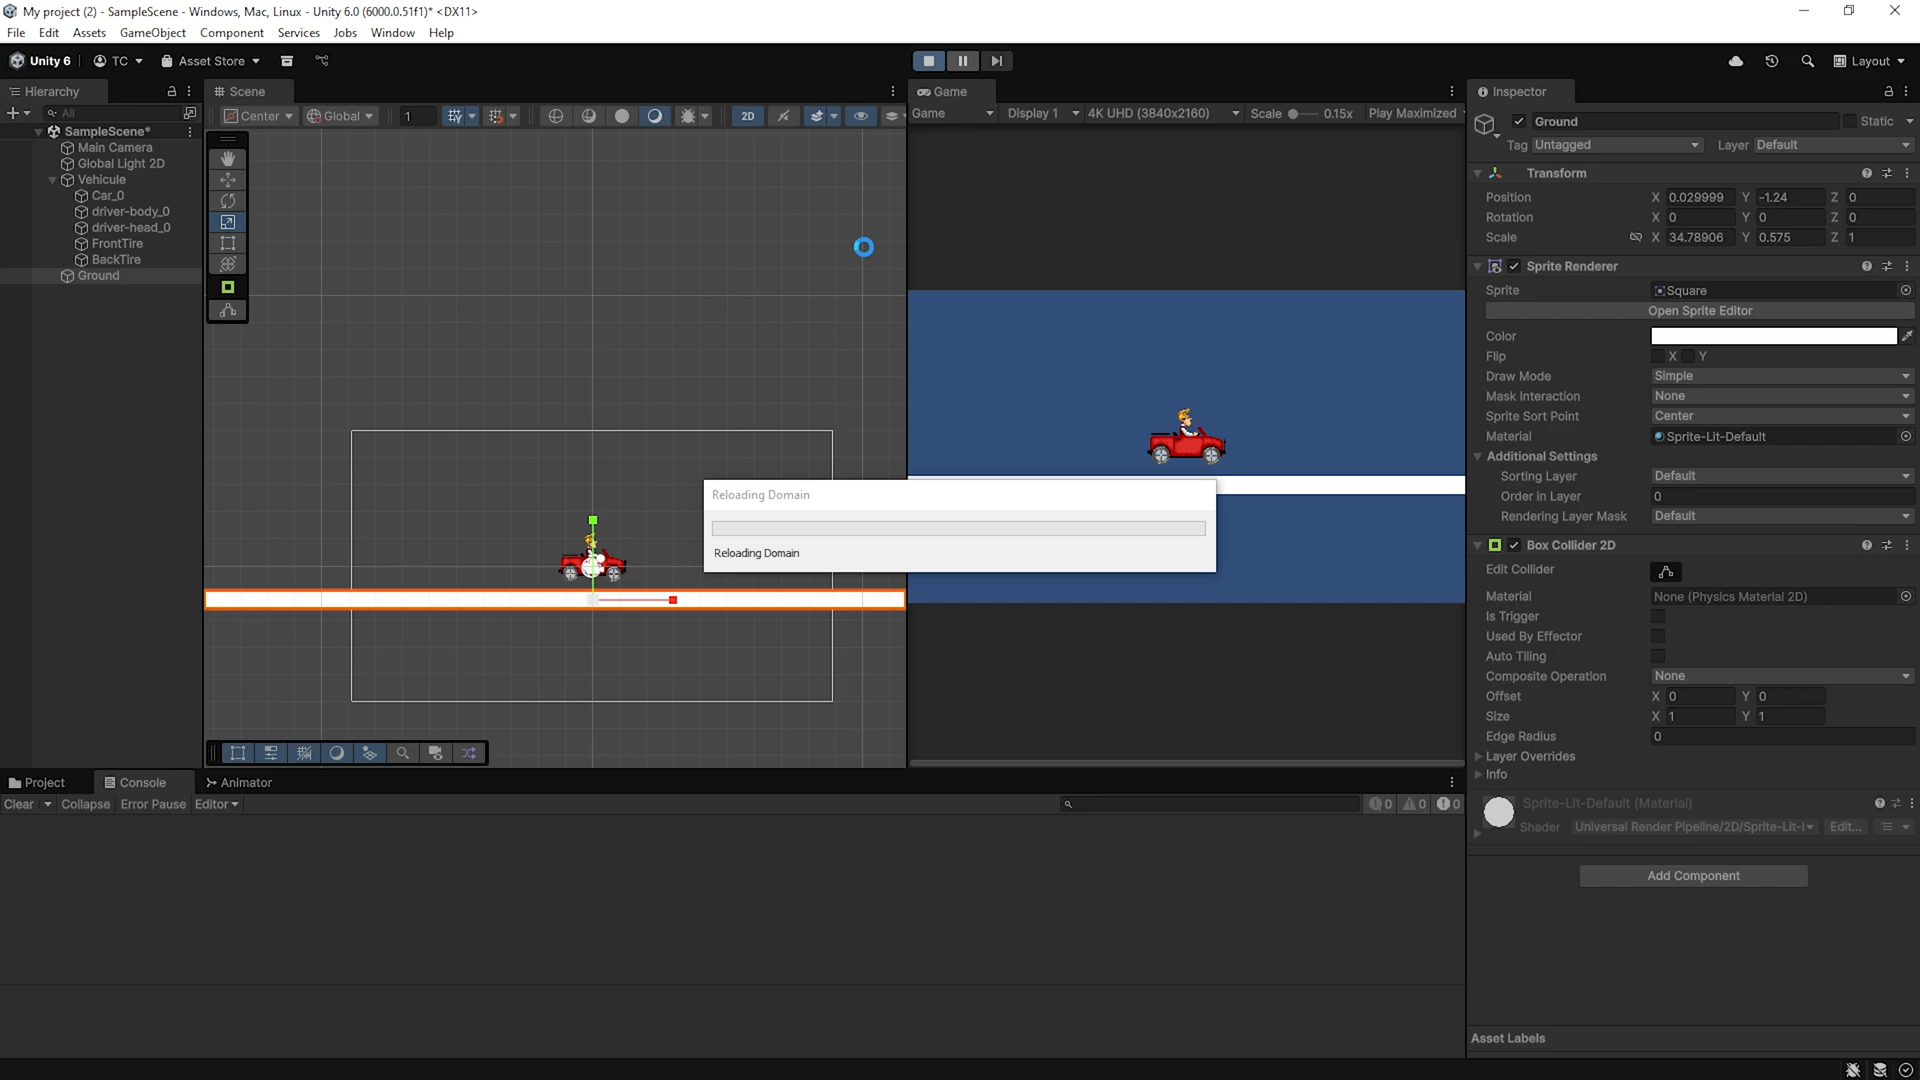 My project (2) - SampleScene - Windows, Mac, Linux - Unity 6.0 (6000.0.51f1)* <DX11>
File Edit Assets GameObject Component Services Jobs Window Help
Unity 6 TC Asset Store Layout
Hierarchy
All
SampleScene*
Main Camera
Global Light 2D
Vehicule
Car_0
driver-body_0
driver-head_0
FrontTire
BackTire
Ground
Scene
Center Global 1 2D
Game
Game Display 1 4K UHD (3840x2160) Scale 0.15x Play Maximized
Reloading Domain
Reloading Domain
Inspector
Ground Static
Tag Untagged Layer Default
Transform
Position X 0.029999 Y -1.24 Z 0
Rotation X 0 Y 0 Z 0
Scale X 34.78906 Y 0.575 Z 1
Sprite Renderer
Sprite Square
Open Sprite Editor
Color
Flip X Y
Draw Mode Simple
Mask Interaction None
Sprite Sort Point Center
Material Sprite-Lit-Default
Additional Settings
Sorting Layer Default
Order in Layer 0
Rendering Layer Mask Default
Box Collider 2D
Edit Collider
Material None (Physics Material 2D)
Is Trigger
Used By Effector
Auto Tiling
Composite Operation None
Offset X 0 Y 0
Size X 1 Y 1
Edge Radius 0
Layer Overrides
Info
Sprite-Lit-Default (Material)
Shader Universal Render Pipeline/2D/Sprite-Lit-I Edit...
Add Component
Asset Labels
Project Console Animator
Clear Collapse Error Pause Editor 0 0 0